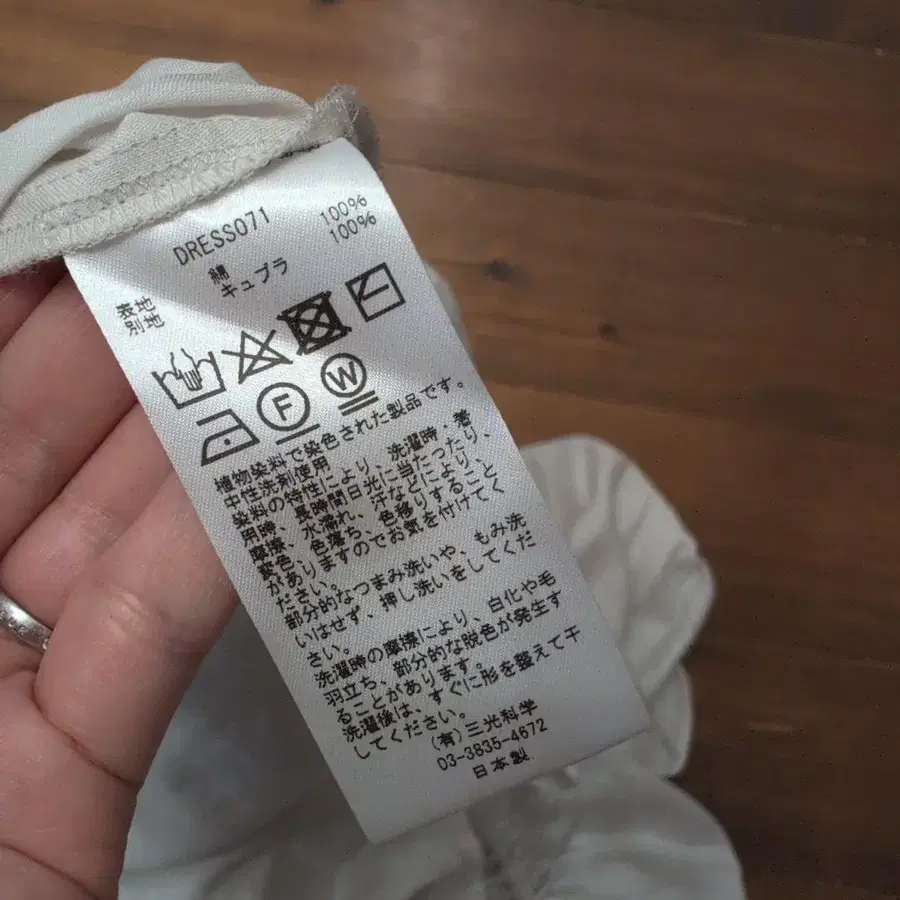 DRESS071
表地 綿 100%
別地 キュプラ 100%
F W
植物染料で染色された製品です。
中性洗剤使用
染料の特性により、洗濯時・着
用時、長時間日光に当たったり、
摩擦、水濡れ、汗などにより、
変色、色落ち、色移りすること
がありますのでお気を付けてく
ださい。
部分的なつまみ洗いや、もみ洗
いはせず、押し洗いをしてくだ
さい。
洗濯時の摩擦により、白化や毛
羽立ち、部分的な脱色が発生す
ることがあります。
洗濯後は、すぐに形を整えて干
してください。
(有)三光科学
03-3835-4672
日本製